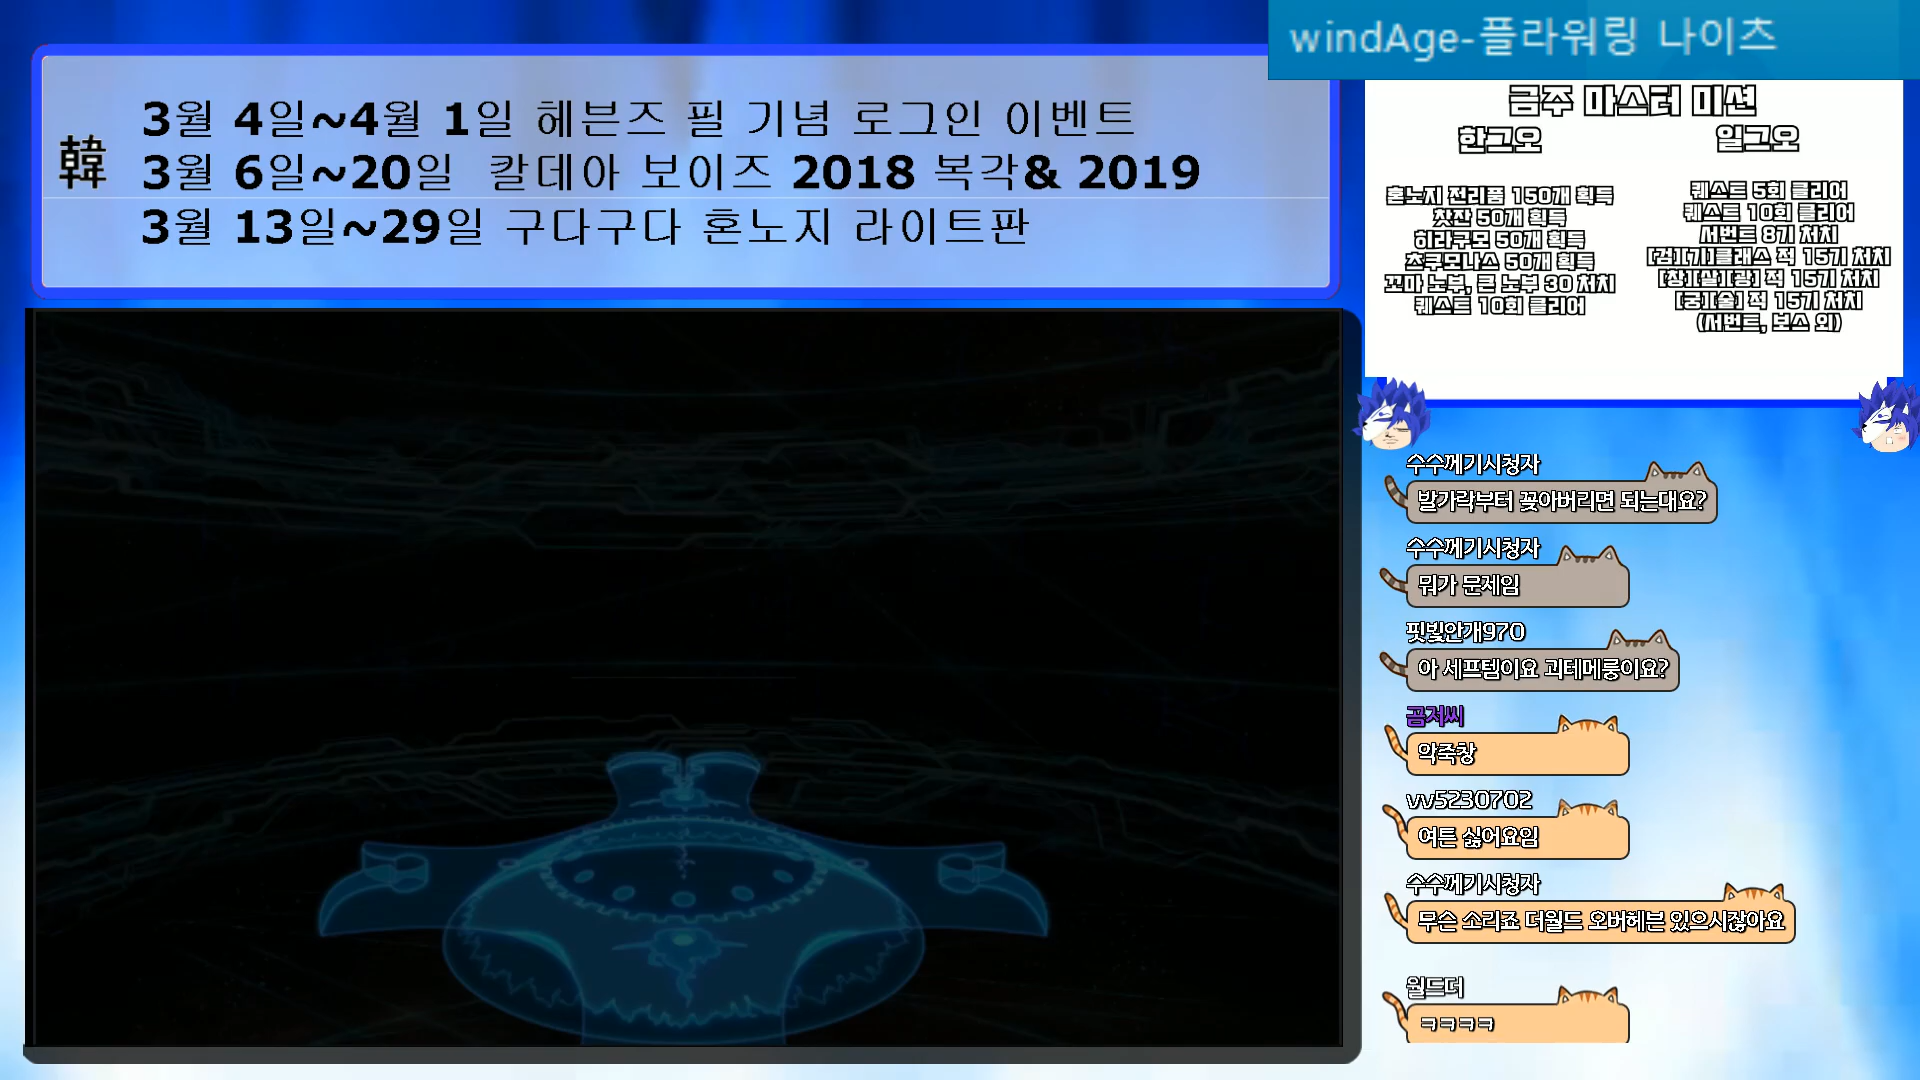 windAge-플라워링 나이츠
韓
3월 4일~4월 1일 헤븐즈 필 기념 로그인 이벤트
3월 6일~20일 칼데아 보이즈 2018 복각& 2019
3월 13일~29일 구다구다 혼노지 라이트판
금주 마스터 미션
한그오
혼노지 전리품 150개 획득
찻잔 50개 획득
히라구모 50개 획득
츠쿠모나스 50개 획득
꼬마 노부, 큰 노부 30 처치
퀘스트 10회 클리어
일그오
퀘스트 5회 클리어
퀘스트 10회 클리어
서번트 8기 처치
[검][기]클래스 적 15기 처치
[창][살][광] 적 15기 처치
[궁][술] 적 15기 처치
(서번트, 보스 외)
수수께기시청자
발가락부터 꽂아버리면 되는대요?
수수께기시청자
뭐가 문제임
핏빛안개970
아 세프템이요 괴테메룽이요?
곰저씨
악죽창
vv5230702
여튼 싫어요임
수수께기시청자
무슨 소리죠 더월드 오버헤븐 있으시잖아요
월드더
ㅋㅋㅋㅋ